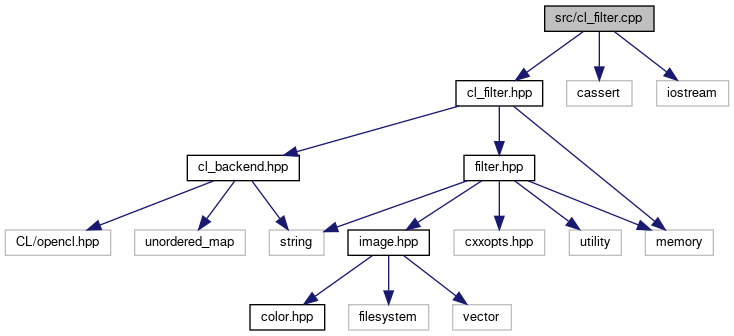 src/cl_filter.cpp
cl_filter.hpp
cassert
iostream
cl_backend.hpp
filter.hpp
CL/opencl.hpp
unordered_map
string
image.hpp
cxxopts.hpp
utility
memory
color.hpp
filesystem
vector